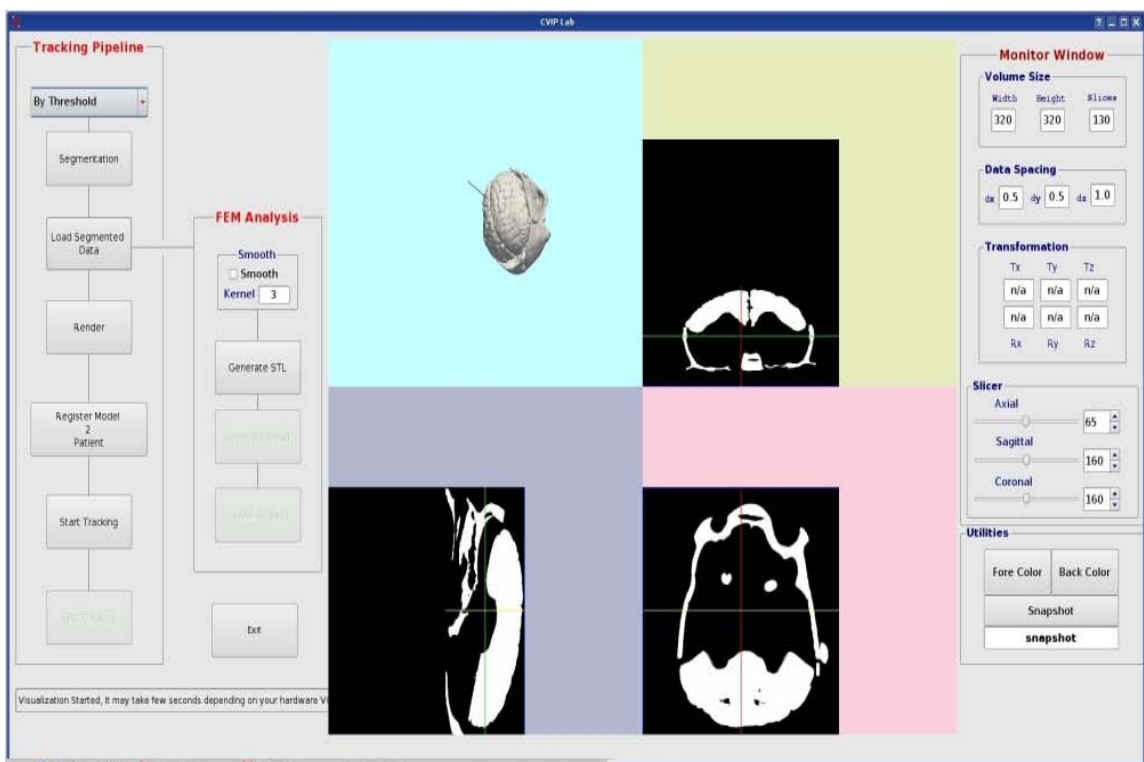 CVIP Lab
Tracking Pipeline
By Threshold
Segmentation
Load Segmented
Data
Render
Register Model
2
Patient
Start Tracking
FEM Analysis
Smooth
Smooth
Kernel 3
Generate STL
Exit
Visualization Started, It may take few seconds depending on your hardware
Monitor Window
Volume Size
Width Height Slices
320 320 130
Data Spacing
dx 0.5 dy 0.5 dz 1.0
Transformation
Tx Ty Tz
n/a n/a n/a
n/a n/a n/a
Rx Ry Rz
Slicer
Axial
65
Sagittal
160
Coronal
160
Utilities
Fore Color Back Color
Snapshot
snapshot